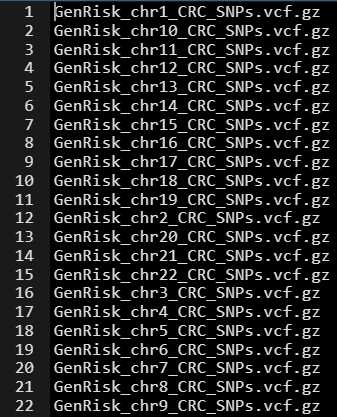 1 GenRisk_chr1_CRC_SNPs.vcf.gz
2 GenRisk_chr10_CRC_SNPs.vcf.gz
3 GenRisk_chr11_CRC_SNPs.vcf.gz
4 GenRisk_chr12_CRC_SNPs.vcf.gz
5 GenRisk_chr13_CRC_SNPs.vcf.gz
6 GenRisk_chr14_CRC_SNPs.vcf.gz
7 GenRisk_chr15_CRC_SNPs.vcf.gz
8 GenRisk_chr16_CRC_SNPs.vcf.gz
9 GenRisk_chr17_CRC_SNPs.vcf.gz
10 GenRisk_chr18_CRC_SNPs.vcf.gz
11 GenRisk_chr19_CRC_SNPs.vcf.gz
12 GenRisk_chr2_CRC_SNPs.vcf.gz
13 GenRisk_chr20_CRC_SNPs.vcf.gz
14 GenRisk_chr21_CRC_SNPs.vcf.gz
15 GenRisk_chr22_CRC_SNPs.vcf.gz
16 GenRisk_chr3_CRC_SNPs.vcf.gz
17 GenRisk_chr4_CRC_SNPs.vcf.gz
18 GenRisk_chr5_CRC_SNPs.vcf.gz
19 GenRisk_chr6_CRC_SNPs.vcf.gz
20 GenRisk_chr7_CRC_SNPs.vcf.gz
21 GenRisk_chr8_CRC_SNPs.vcf.gz
22 GenRisk_chr9_CRC_SNPs.vcf.gz